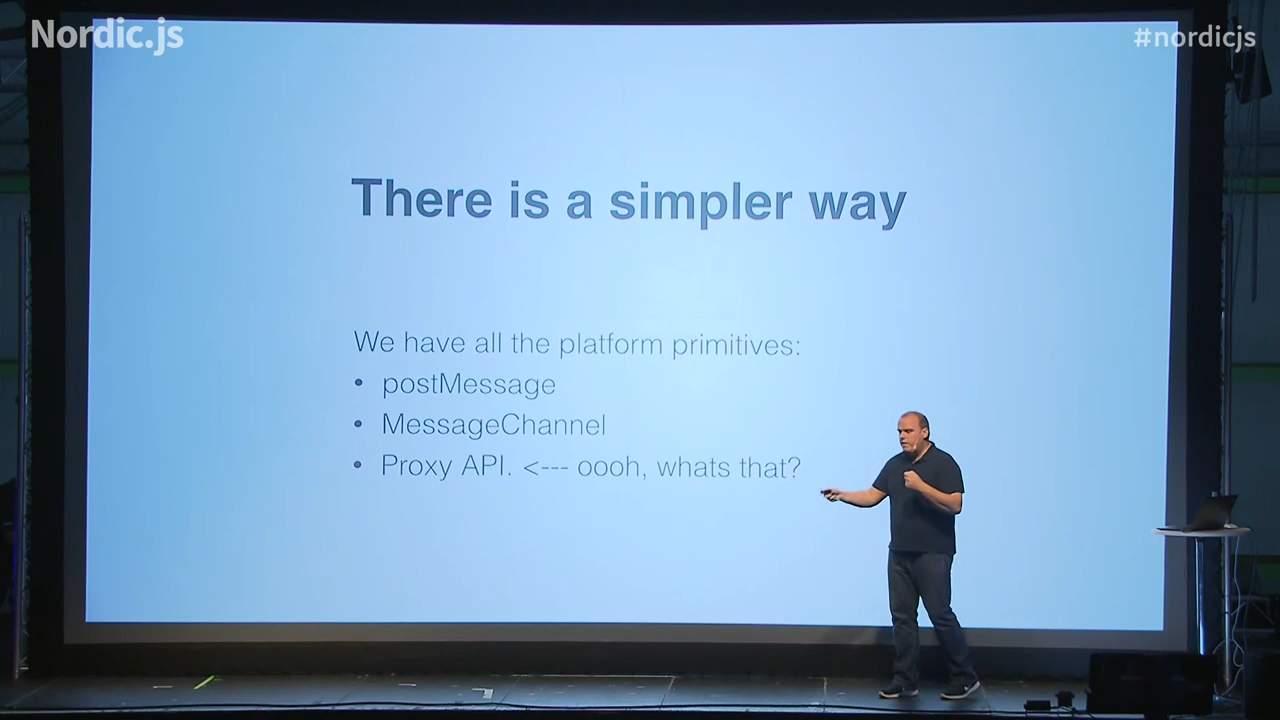 Nordic.js
#nordicjs
There is a simpler way
We have all the platform primitives:
• postMessage
• MessageChannel
• Proxy API. <--- oooh, whats that?